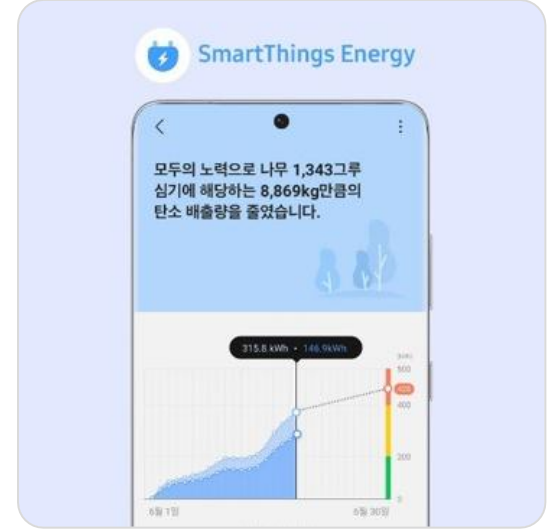 SmartThings Energy
모두의 노력으로 나무 1,343그루
심기에 해당하는 8,869kg만큼의
탄소 배출량을 줄였습니다.
315.8 kWh • 146.9kWh
500
400
200
0
6월 1일
6월 30일